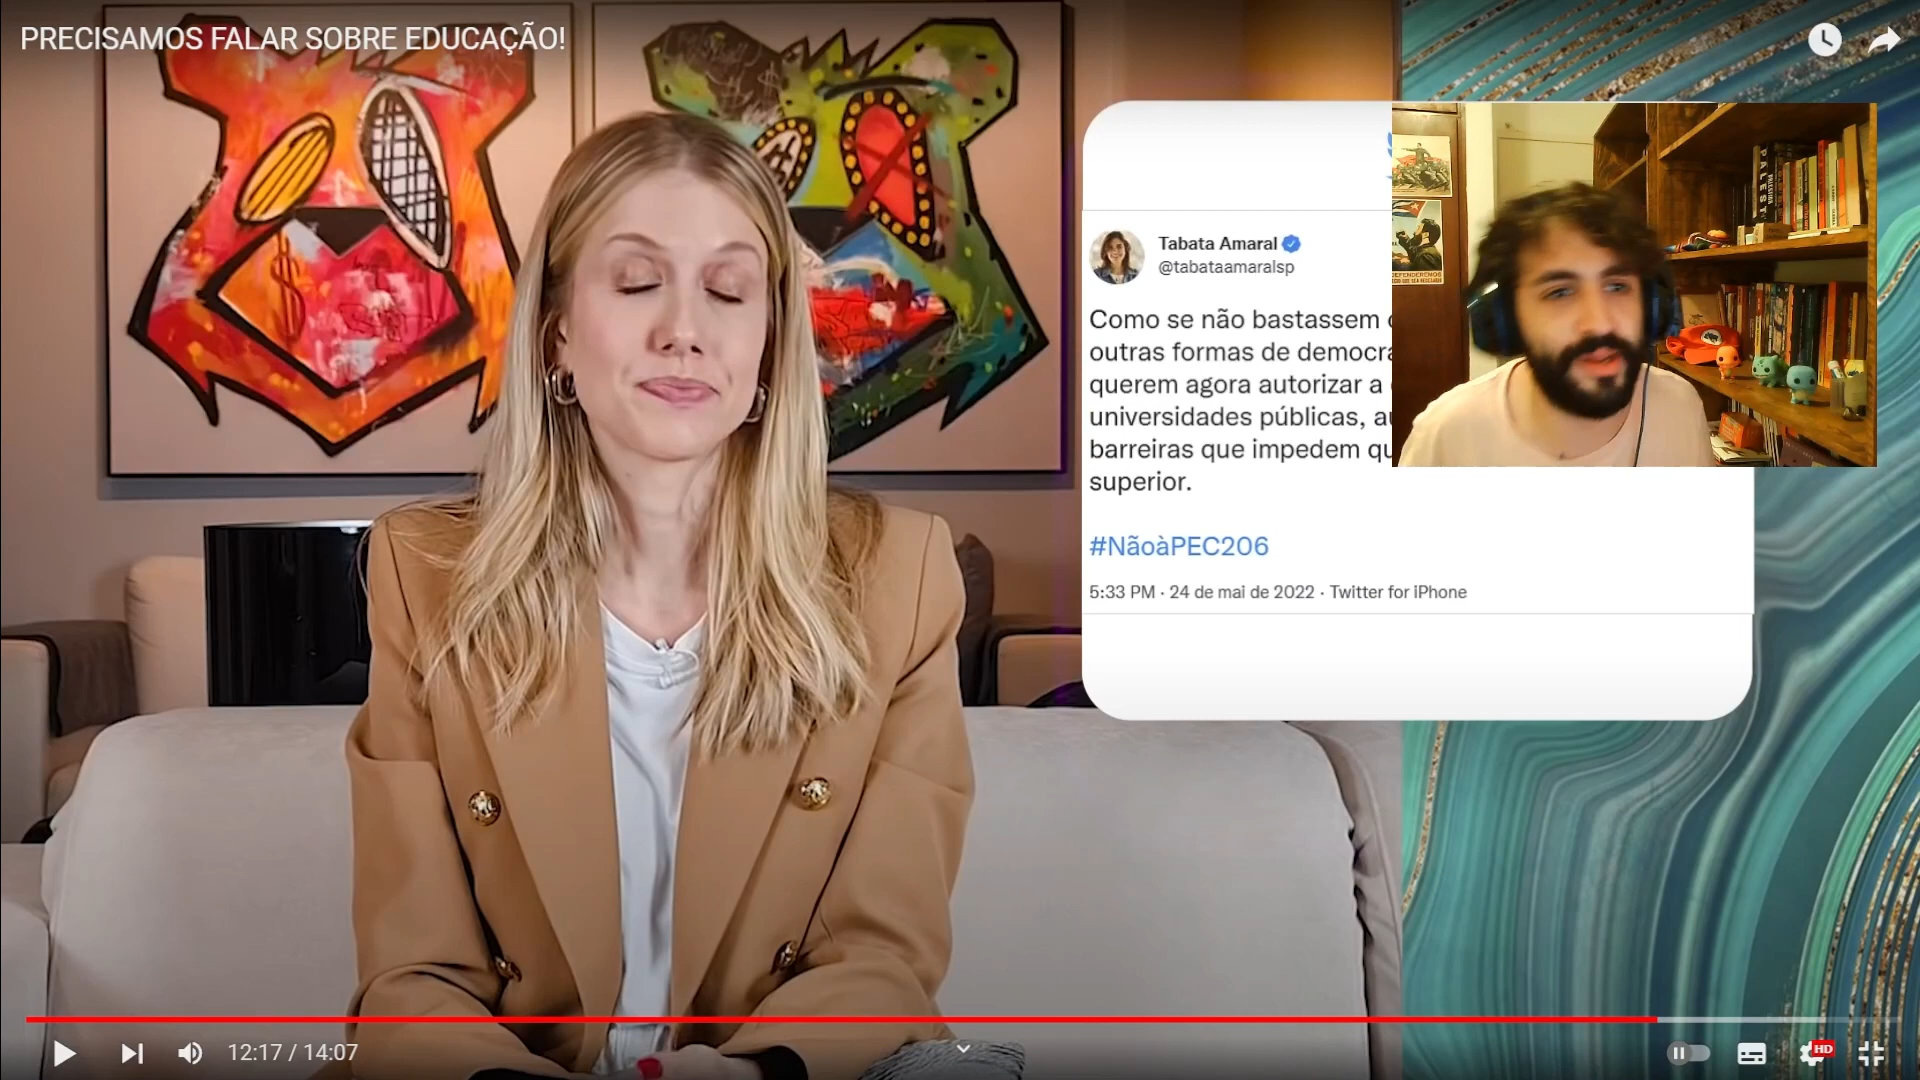 PRECISAMOS FALAR SOBRE EDUCAÇÃO!
Tabata Amaral
@tabataamaralsp
Como se não bastassem
outras formas de
querem agora autorizar a
universidades públicas,
barreiras que impedem
superior.
#NãoàPEC206
5:33 PM · 24 de mai de 2022 · Twitter for iPhone
12:17 / 14:07
HD